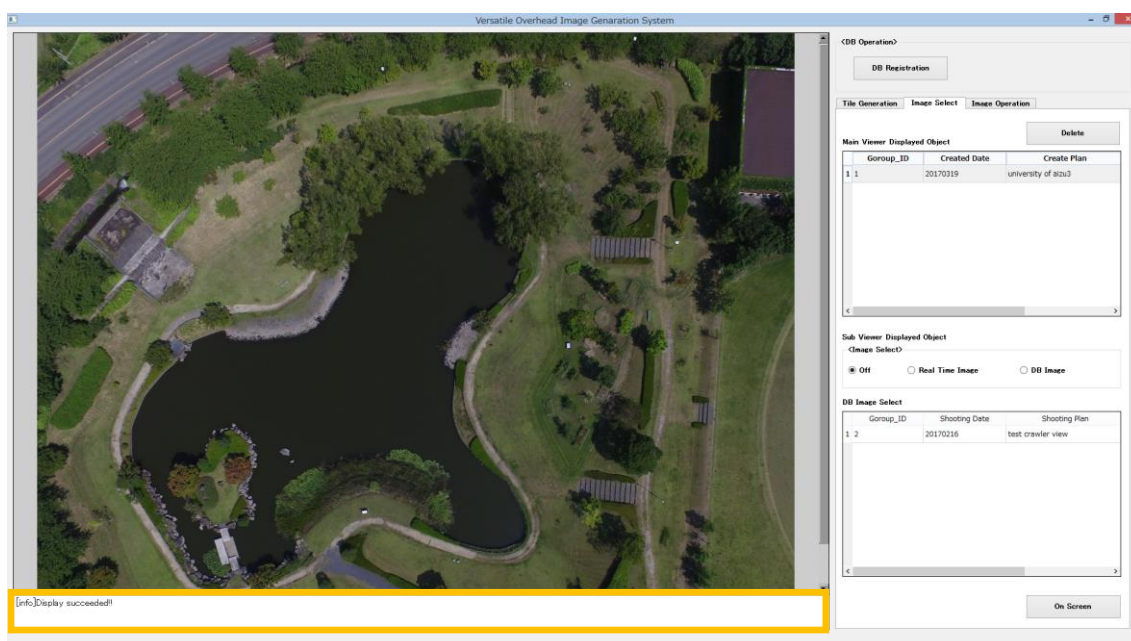 Versatile Overhead Image Genaration System
<DB Operation>
DB Registration
Tile Generation Image Select Image Operation
Delete
Main Viewer Displayed Object
Goroup_ID Created Date Create Plan
1 1 20170319 university of aizu3
Sub Viewer Displayed Object
<Image Select>
Off Real Time Image DB Image
DB Image Select
Goroup_ID Shooting Date Shooting Plan
1 2 20170216 test crawler view
[info]Display succeeded!!
On Screen